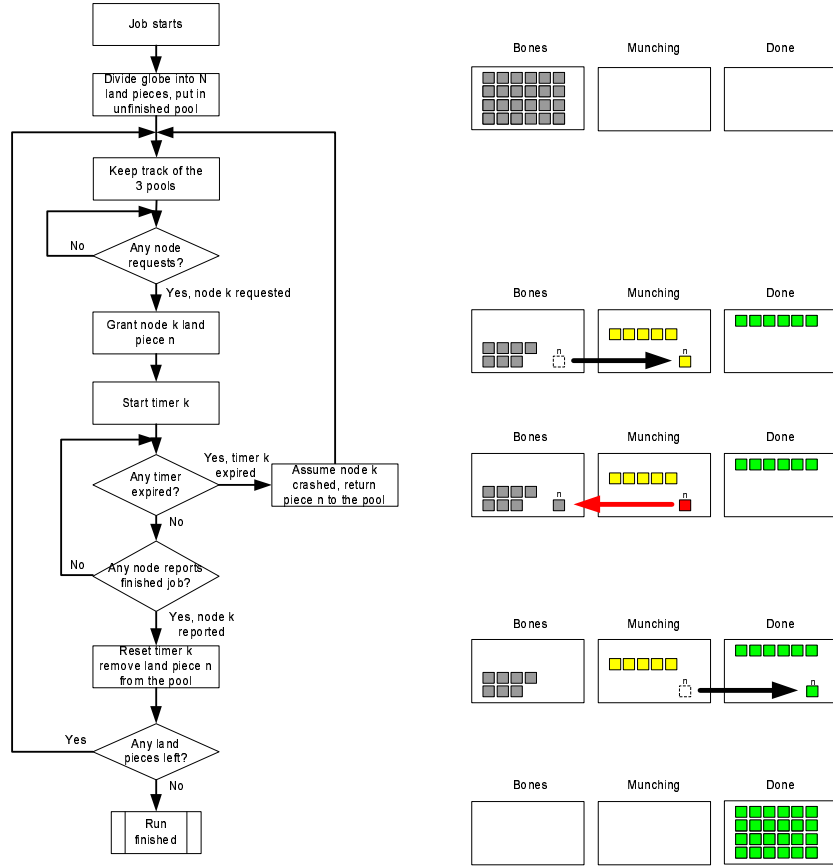 Job starts
Divide globe into N
land pieces, put in
unfinished pool
Keep track of the
3 pools
No
Any node
requests?
Yes, node k requested
Grant node k land
piece n
Start timer k
Any timer
expired?
Yes, timer k
expired
Assume node k
crashed, return
piece n to the pool
No
Any node reports
finished job?
No
Yes, node k
reported
Reset timer k
remove land piece n
from the pool
Yes
Any land
pieces left?
No
Run
finished
Bones Munching Done
Bones Munching Done
n n
Bones Munching Done
n n
Bones Munching Done
n n
Bones Munching Done